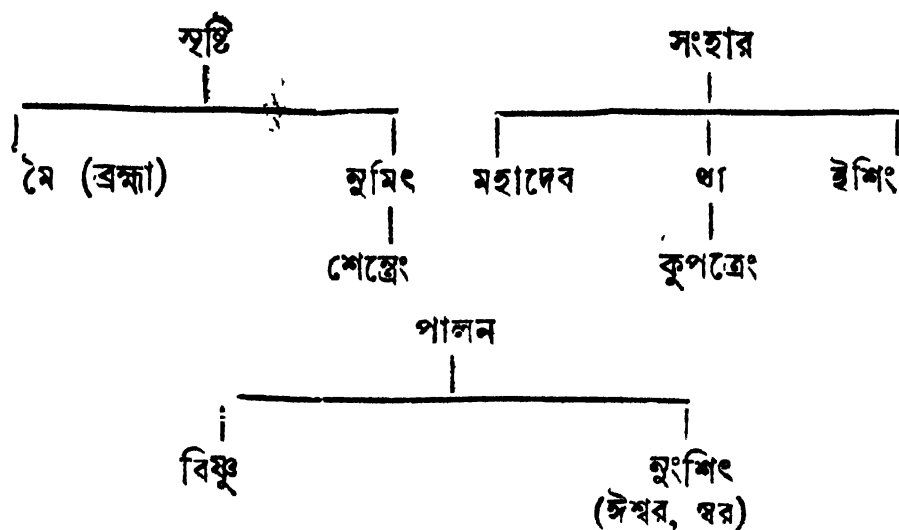 সৃষ্টি সংহার
মৈ (ব্রহ্মা) নুমিৎ মহাদেব থা ইশিং
শেম্ব্রেং কুপত্রেং
পালন
বিষ্ণু নুংশিৎ
(ঈশ্বর, স্বর)